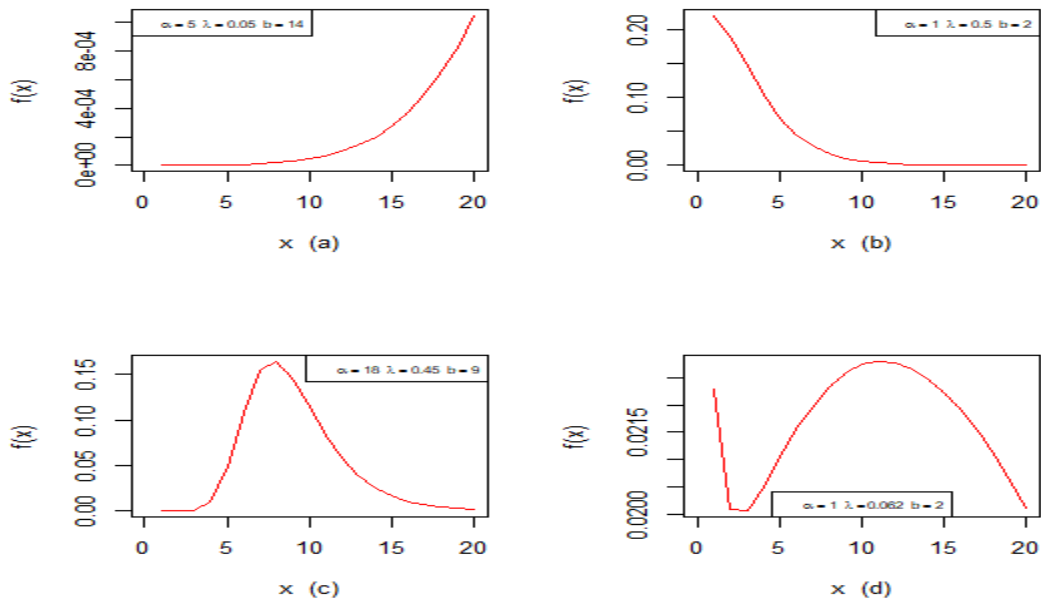 α = 5 λ = 0.05 b = 14
f(x)
0e+00 4e-04 8e-04
0 5 10 15 20
x (a)
α = 1 λ = 0.5 b = 2
f(x)
0.00 0.10 0.20
0 5 10 15 20
x (b)
α = 18 λ = 0.45 b = 9
f(x)
0.00 0.05 0.10 0.15
0 5 10 15 20
x (c)
α = 1 λ = 0.062 b = 2
f(x)
0.0200 0.0215
0 5 10 15 20
x (d)